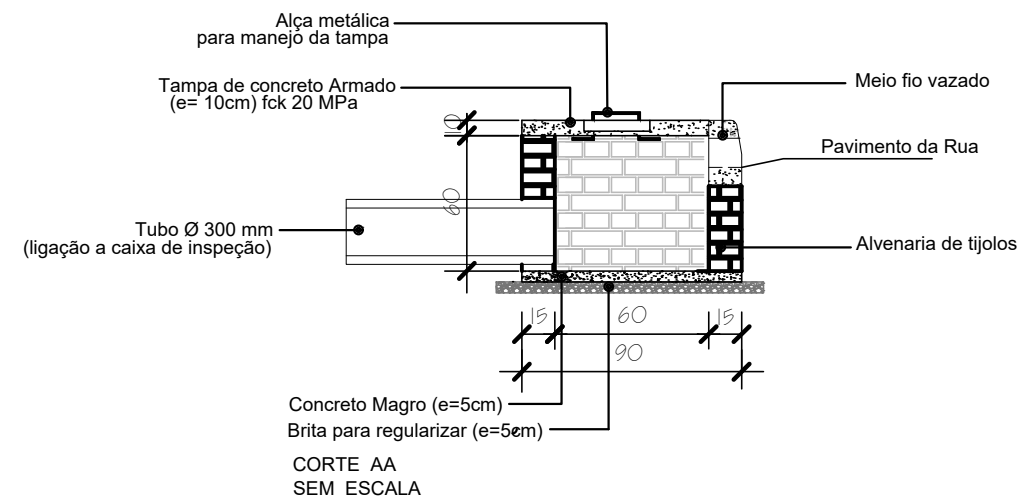 Alça metálica
para manejo da tampa
Tampa de concreto Armado
(e= 10cm) fck 20 MPa
Meio fio vazado
10
Pavimento da Rua
60
Tubo Ø 300 mm
(ligação a caixa de inspeção)
Alvenaria de tijolos
15 60 15
90
Concreto Magro (e=5cm)
Brita para regularizar (e=5cm)
CORTE AA
SEM ESCALA